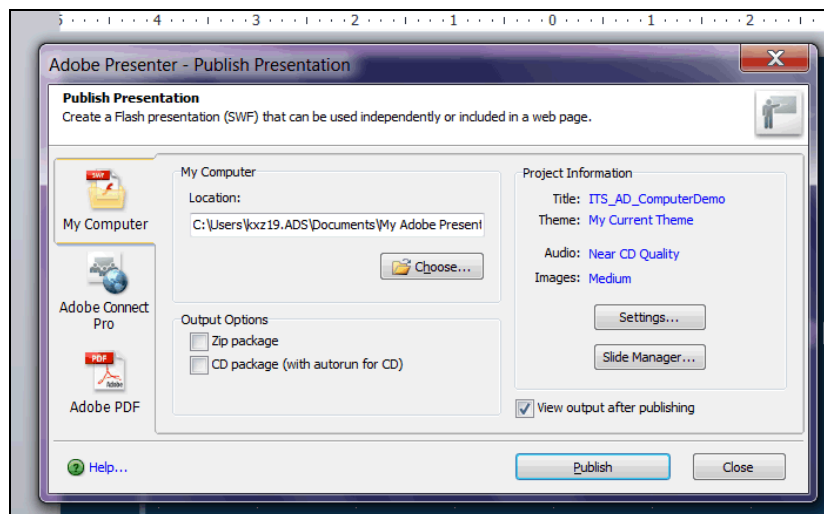 5 4 3 2 1 0 1 2
Adobe Presenter - Publish Presentation
X
Publish Presentation
Create a Flash presentation (SWF) that can be used independently or included in a web page.
SWF
My Computer
Adobe Connect
Pro
PDF
Adobe
Adobe PDF
My Computer
Location:
C:\Users\kxz19.ADS\Documents\My Adobe Present
Choose...
Output Options
Zip package
CD package (with autorun for CD)
Project Information
Title: ITS_AD_ComputerDemo
Theme: My Current Theme
Audio: Near CD Quality
Images: Medium
Settings...
Slide Manager...
View output after publishing
? Help...
Publish
Close